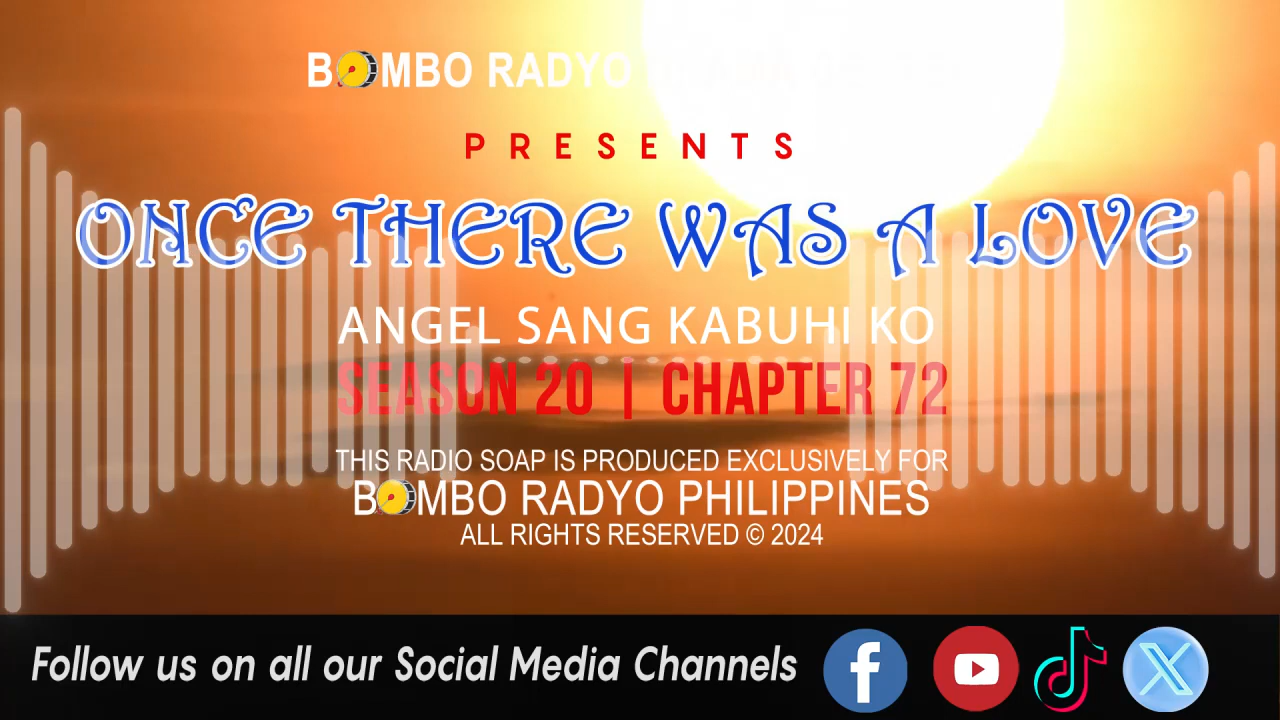 BOMBO RADYO
PRESENTS
ONCE THERE WAS A LOVE
ANGEL SANG KABUHI KO
SEASON 20 | CHAPTER 72
THIS RADIO SOAP IS PRODUCED EXCLUSIVELY FOR
BOMBO RADYO PHILIPPINES
ALL RIGHTS RESERVED © 2024
Follow us on all our Social Media Channels